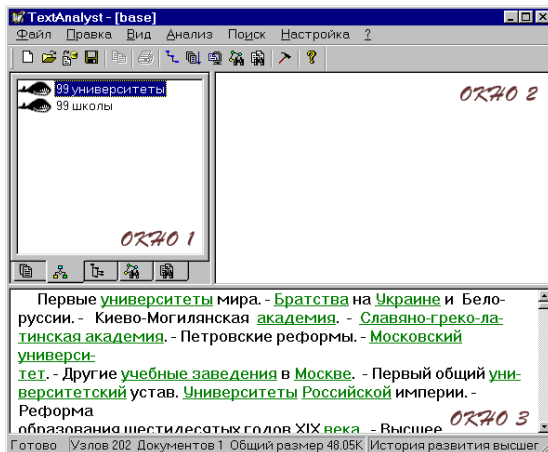 TextAnalyst - [base]
Файл Правка Вид Анализ Поиск Настройка ?
99 университеты
99 школы
ОКНО 1
ОКНО 2
Первые университеты мира. - Братства на Украине и Бело-
руссии. - Киево-Могилянская академия. - Славяно-греко-ла-
тинская академия. - Петровские реформы. - Московский
универси-
тет. - Другие учебные заведения в Москве. - Первый общий уни-
верситетский устав. Университеты Российской империи. -
Реформа
образования шестидесятых годов XIX века. - Высшее
ОКНО 3
Готово Узлов 202 Документов 1 Общий размер 48.05K История развития высшег